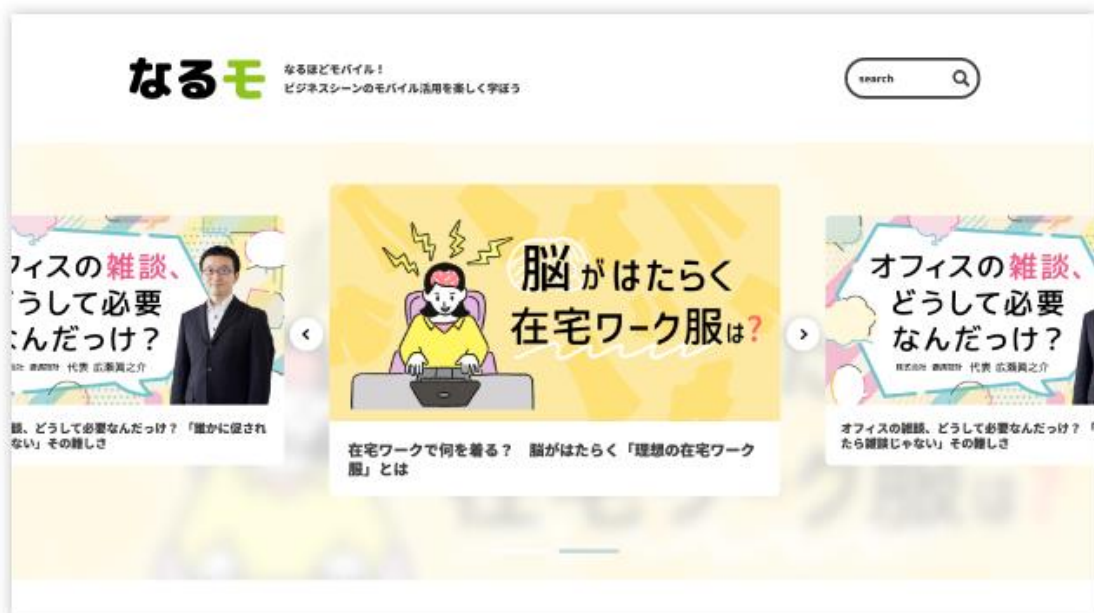 なるモ
なるほどモバイル!
ビジネスシーンのモバイル活用を楽しく学ぼう
search
フィスの雑談、
どうして必要
なんだっけ?
代表 広瀬眞之介
談、どうして必要なんだっけ? 「誰かに促され
ない」その難しさ
脳がはたらく
在宅ワーク服は?
在宅ワークで何を着る? 脳がはたらく「理想の在宅ワーク
服」とは
オフィスの雑談、
どうして必要
なんだっけ?
株式会社 代表 広瀬眞之介
オフィスの雑談、どうして必要なんだっけ? 「
たら雑談じゃない」その難しさ